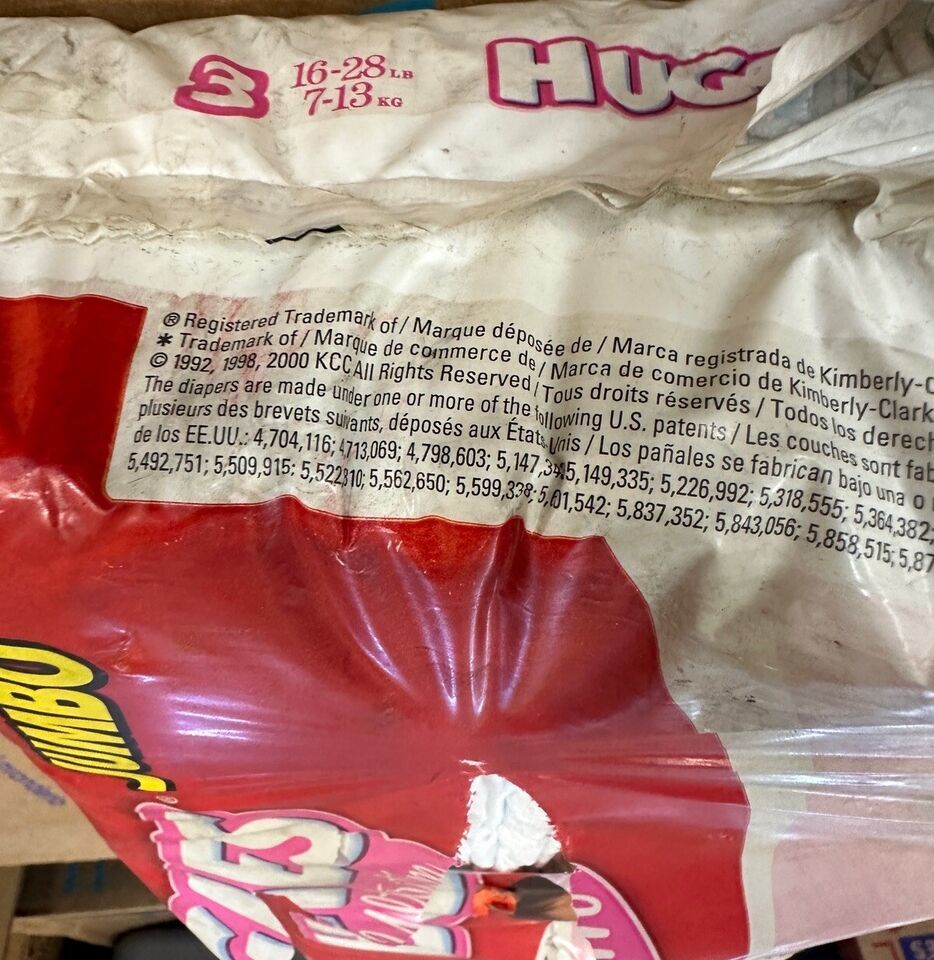 3
16-28 LB
7-13 KG
HUGG
® Registered Trademark of / Marque déposée de / Marca registrada de Kimberly-C
* Trademark of / Marque de commerce de / Marca de comercio de Kimberly-Clark
© 1992, 1998, 2000 KCC All Rights Reserved / Tous droits réservés / Todos los derech
The diapers are made under one or more of the following U.S. patents / Les couches sont fab
plusieurs des brevets suivants, déposés aux États-Unis / Los pañales se fabrican bajo una o
de los EE.UU.: 4,704,116; 4,713,069; 4,798,603; 5,147,345 5,149,335; 5,226,992; 5,318,555; 5,364,382;
5,492,751; 5,509,915; 5,522,810; 5,562,650; 5,599,338; 5,601,542; 5,837,352; 5,843,056; 5,858,515; 5,87
JUMBO